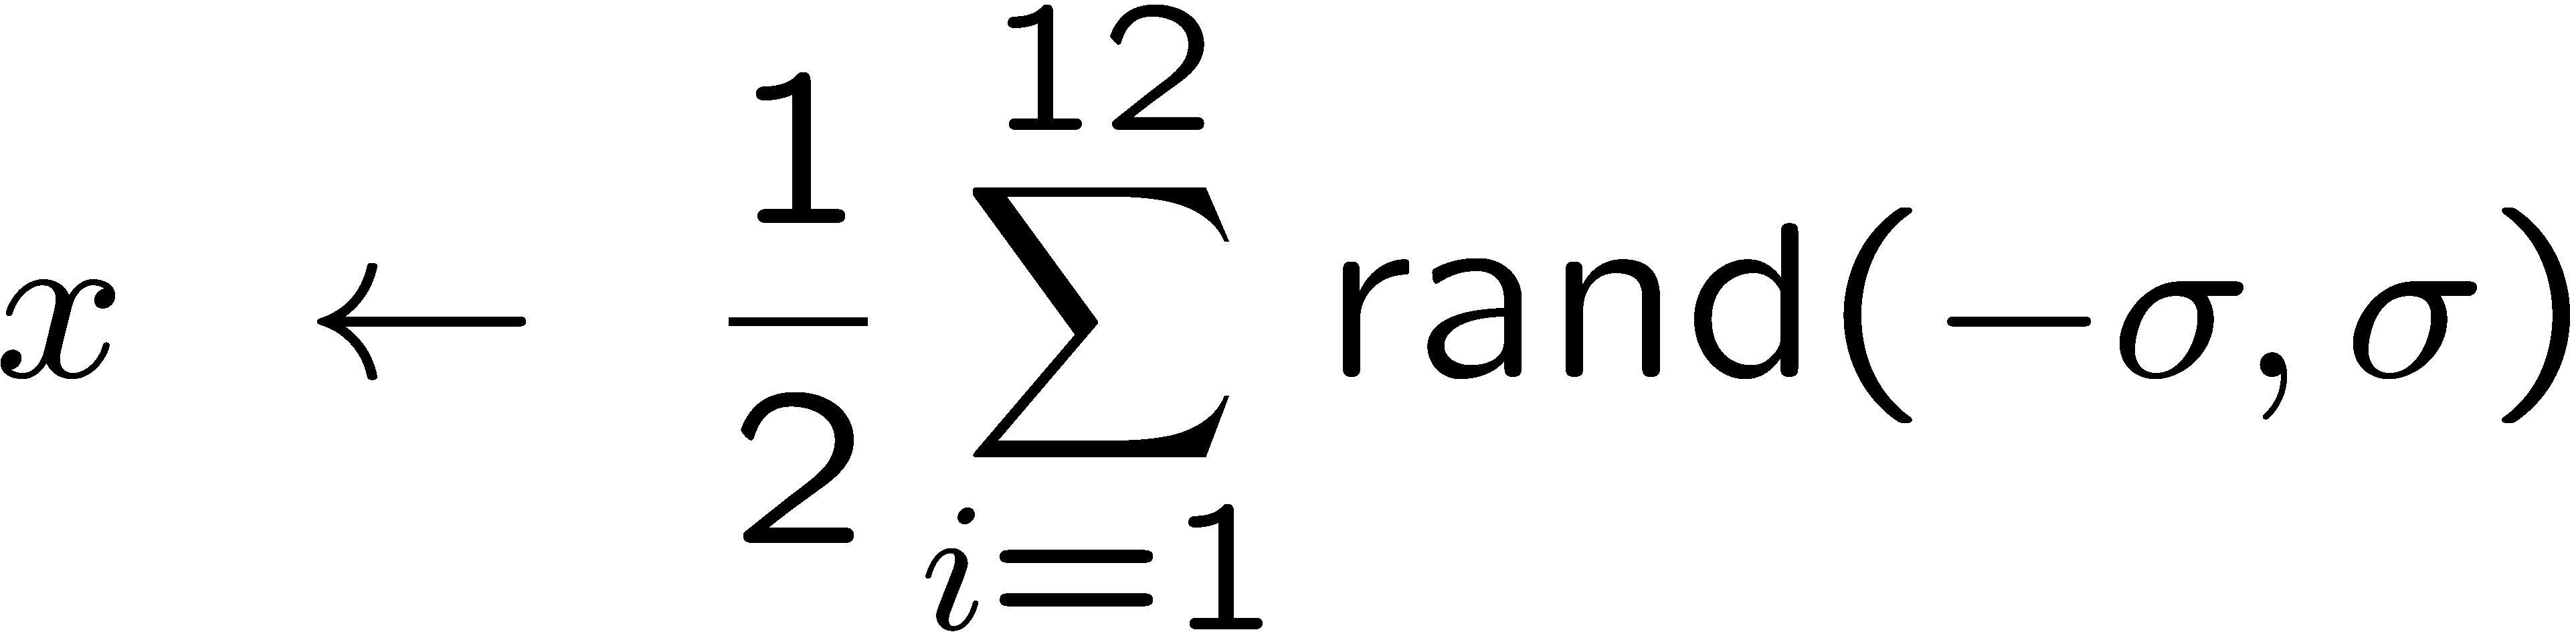 x ← 1/2 ∑_{i=1}^{12} rand(−σ, σ)